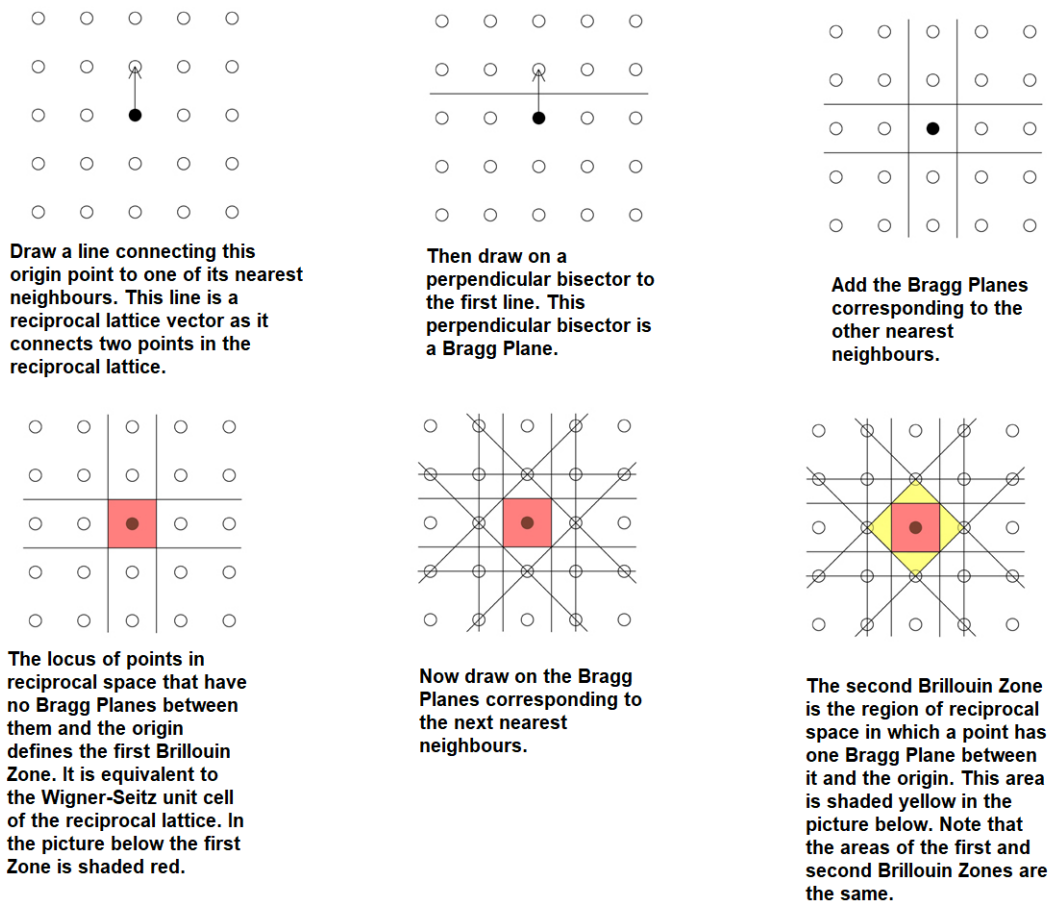 Draw a line connecting this
origin point to one of its nearest
neighbours. This line is a
reciprocal lattice vector as it
connects two points in the
reciprocal lattice.
Then draw on a
perpendicular bisector to
the first line. This
perpendicular bisector is
a Bragg Plane.
Add the Bragg Planes
corresponding to the
other nearest
neighbours.
The locus of points in
reciprocal space that have
no Bragg Planes between
them and the origin
defines the first Brillouin
Zone. It is equivalent to
the Wigner-Seitz unit cell
of the reciprocal lattice. In
the picture below the first
Zone is shaded red.
Now draw on the Bragg
Planes corresponding to
the next nearest
neighbours.
The second Brillouin Zone
is the region of reciprocal
space in which a point has
one Bragg Plane between
it and the origin. This area
is shaded yellow in the
picture below. Note that
the areas of the first and
second Brillouin Zones are
the same.